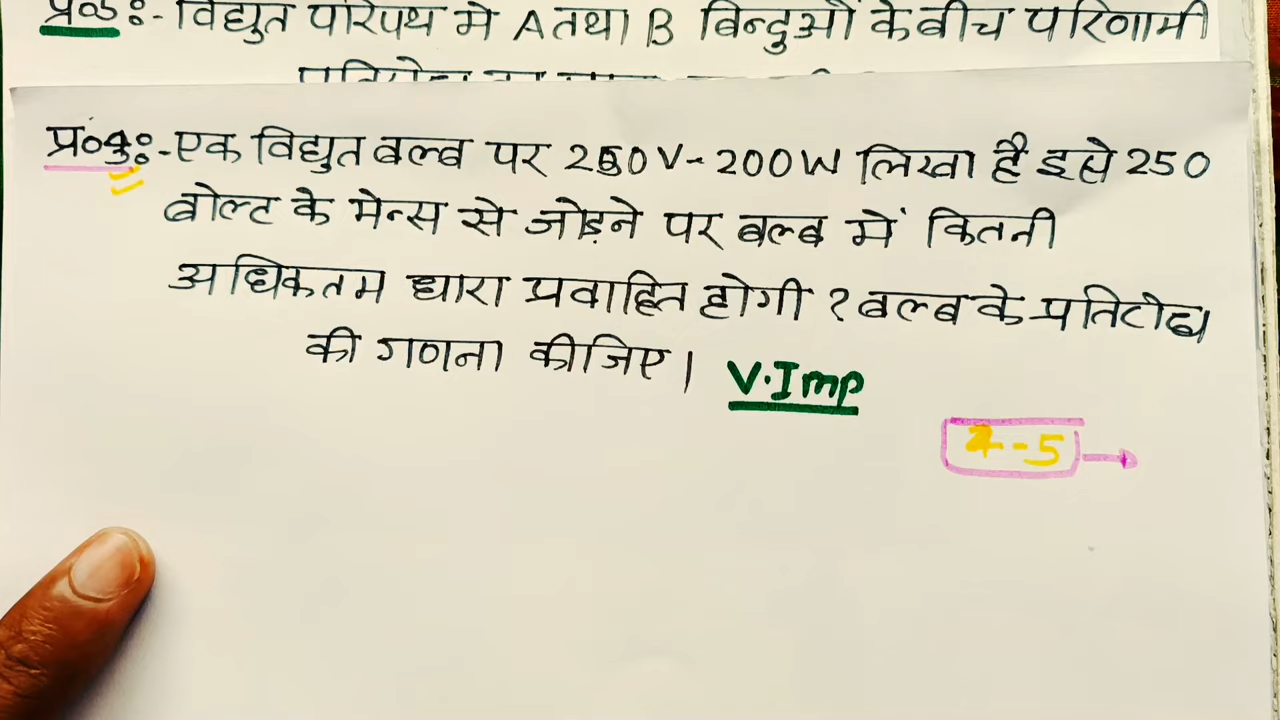 प्र०3:- विद्युत परिपथ मे A तथा B बिन्दुओं के बीच परिणामी
प्र०4:- एक विद्युत बल्ब पर 250V-200W लिखा है इसे 250
वोल्ट के मेन्स से जोड़ने पर बल्ब में कितनी
अधिकतम धारा प्रवाहित होगी ? बल्ब के प्रतिरोध
की गणना कीजिए।
V.Imp
4-5